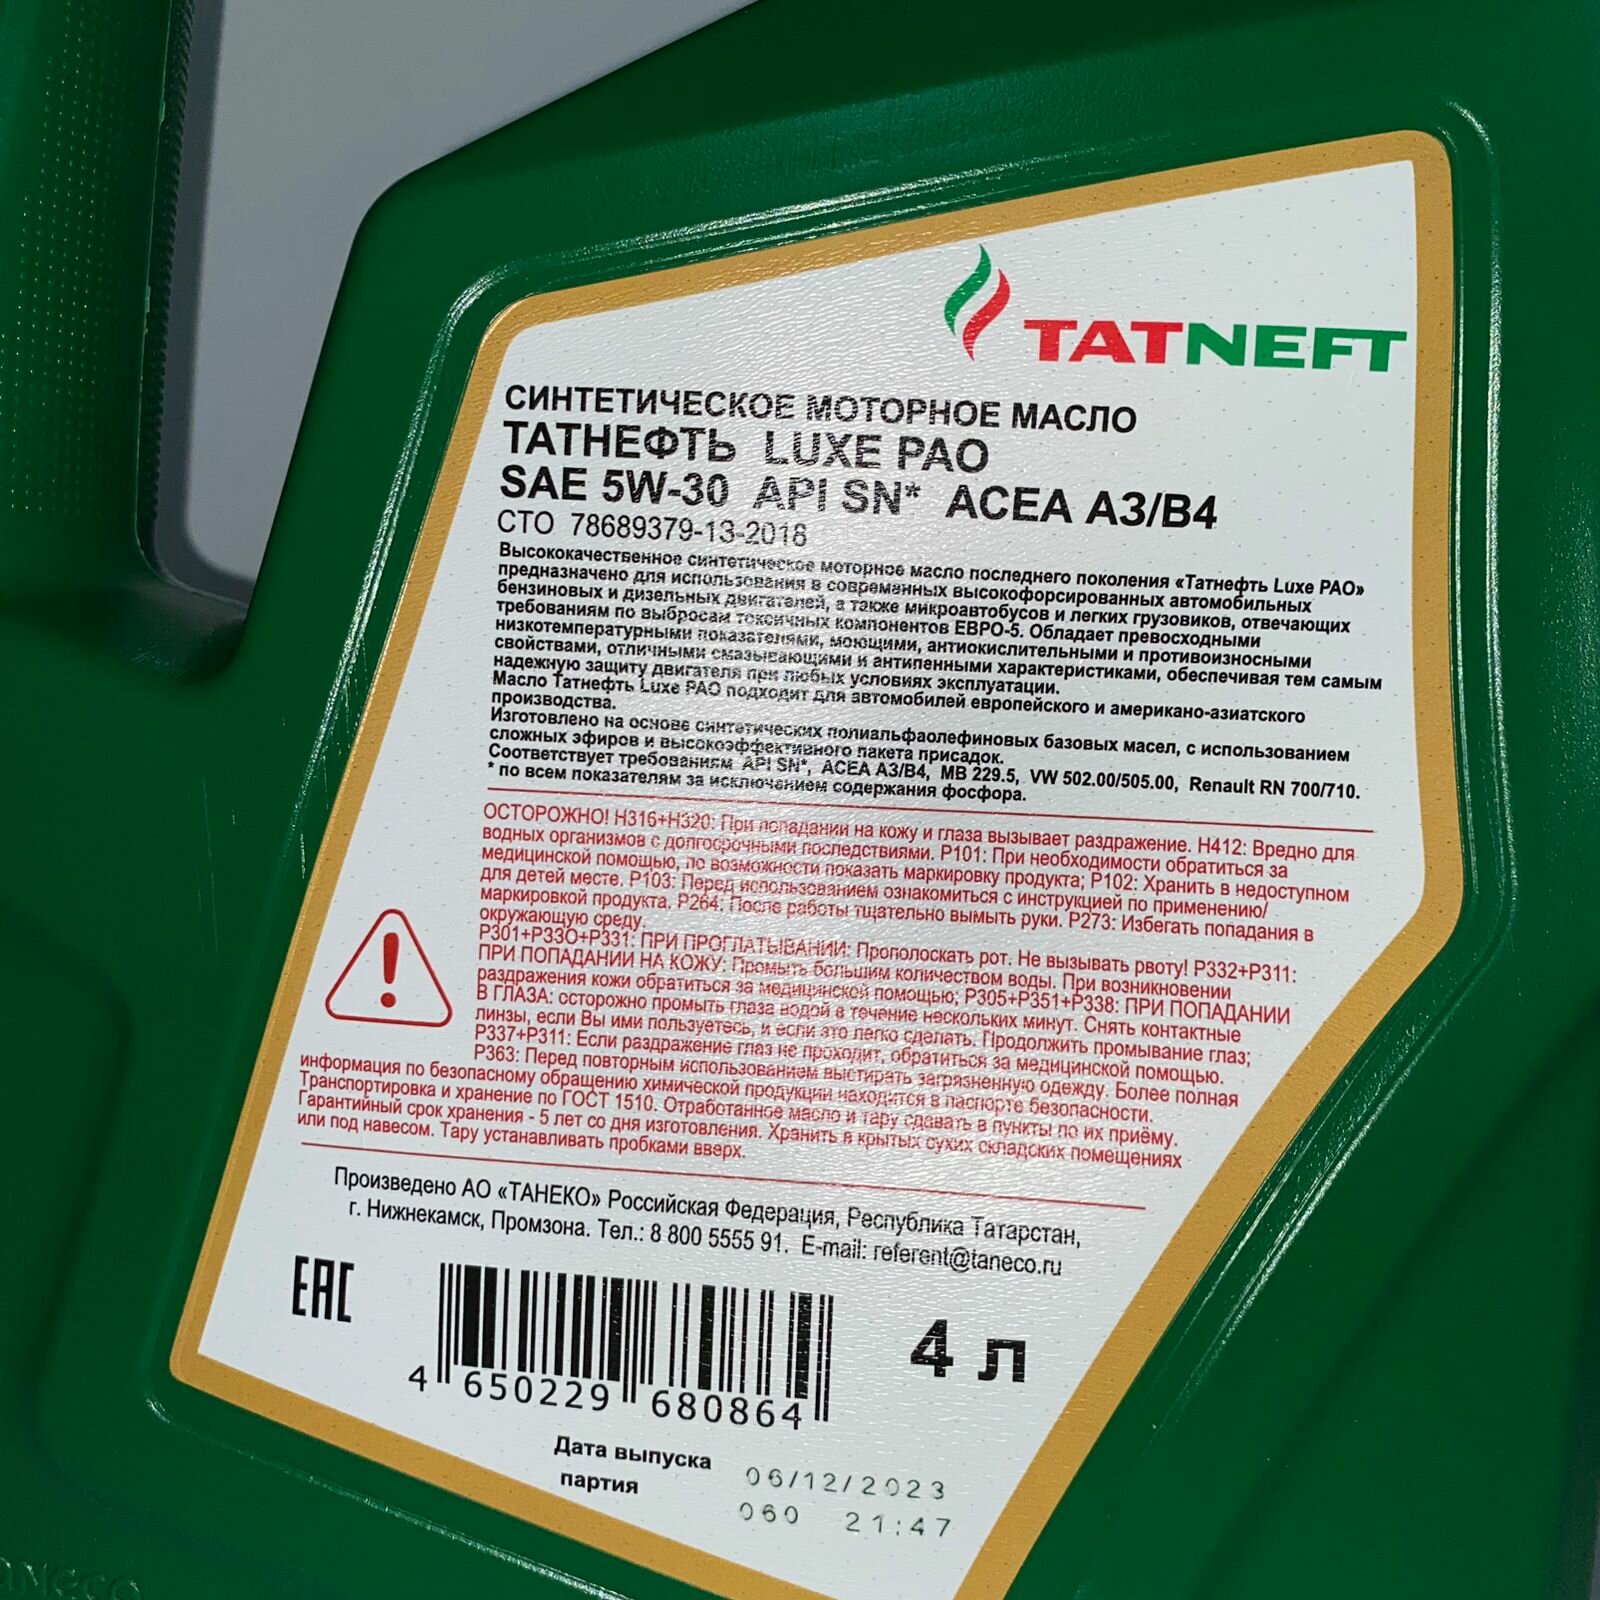 TATNEFT
СИНТЕТИЧЕСКОЕ МОТОРНОЕ МАСЛО
ТАТНЕФТЬ LUXE PAO
SAE 5W-30 API SN* ACEA A3/B4
СТО 78689379-13-2018
Высококачественное синтетическое моторное масло последнего поколения «Татнефть Luxe PAO»
предназначено для использования в современных высокофорсированных автомобильных
бензиновых и дизельных двигателей, а также микроавтобусов и легких грузовиков, отвечающих
требованиям по выбросам токсичных компонентов ЕВРО-5. Обладает превосходными
низкотемпературными показателями, моющими, антиокислительными и противоизносными
свойствами, отличными смазывающими и антипенными характеристиками, обеспечивая тем самым
надежную защиту двигателя при любых условиях эксплуатации.
Масло Татнефть Luxe PAO подходит для автомобилей европейского и американо-азиатского
производства.
Изготовлено на основе синтетических полиальфаолефиновых базовых масел, с использованием
сложных эфиров и высокоэффективного пакета присадок.
Соответствует требованиям API SN*, ACEA A3/B4, MB 229.5, VW 502.00/505.00, Renault RN 700/710.
* по всем показателям за исключением содержания фосфора.
ОСТОРОЖНО! H316+H320: При попадании на кожу и глаза вызывает раздражение. H412: Вредно для
водных организмов с долгосрочными последствиями. P101: При необходимости обратиться за
медицинской помощью, по возможности показать маркировку продукта; P102: Хранить в недоступном
для детей месте. P103: Перед использованием ознакомиться с инструкцией по применению/
маркировкой продукта. P264: После работы тщательно вымыть руки. P273: Избегать попадания в
окружающую среду.
P301+P33O+P331: ПРИ ПРОГЛАТЫВАНИИ: Прополоскать рот. Не вызывать рвоту! P332+P311:
ПРИ ПОПАДАНИИ НА КОЖУ: Промыть большим количеством воды. При возникновении
раздражения кожи обратиться за медицинской помощью; P305+P351+P338: ПРИ ПОПАДАНИИ
В ГЛАЗА: осторожно промыть глаза водой в течение нескольких минут. Снять контактные
линзы, если Вы ими пользуетесь, и если это легко сделать. Продолжить промывание глаз;
P337+P311: Если раздражение глаз не проходит, обратиться за медицинской помощью.
P363: Перед повторным использованием выстирать загрязненную одежду. Более полная
информация по безопасному обращению химической продукции находится в паспорте безопасности.
Транспортировка и хранение по ГОСТ 1510. Отработанное масло и тару сдавать в пункты по их приёму.
Гарантийный срок хранения - 5 лет со дня изготовления. Хранить в крытых сухих складских помещениях
или под навесом. Тару устанавливать пробками вверх.
Произведено АО «ТАНЕКО» Российская Федерация, Республика Татарстан,
г. Нижнекамск, Промзона. Тел.: 8 800 5555 91. E-mail: referent@taneco.ru
EAC
4 650229 680864
4 л
Дата выпуска 06/12/2023
партия 060 21:47